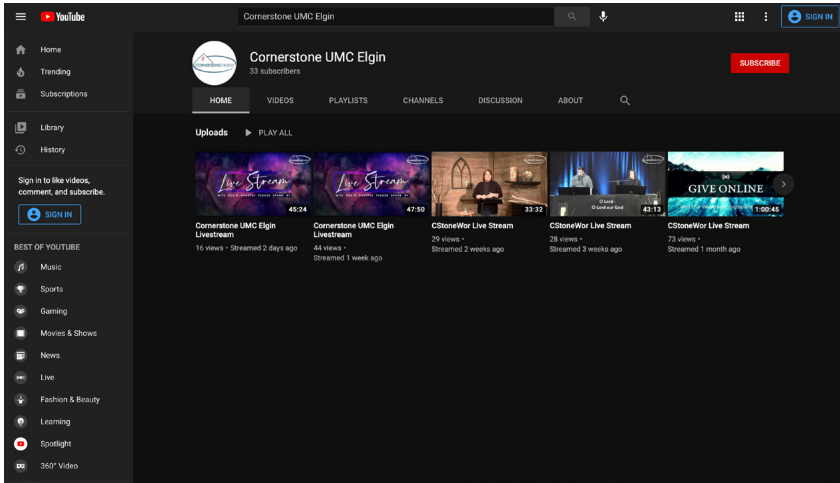 YouTube
Cornerstone UMC Elgin
SIGN IN
Home
Trending
Subscriptions
Library
History
Sign in to like videos,
comment, and subscribe.
SIGN IN
BEST OF YOUTUBE
Music
Sports
Gaming
Movies & Shows
News
Live
Fashion & Beauty
Learning
Spotlight
360° Video
Cornerstone UMC Elgin
33 subscribers
SUBSCRIBE
HOME VIDEOS PLAYLISTS CHANNELS DISCUSSION ABOUT
Uploads PLAY ALL
Live Stream
45:24
Cornerstone UMC Elgin
Livestream
16 views • Streamed 2 days ago
Live Stream
47:50
Cornerstone UMC Elgin
Livestream
44 views •
Streamed 1 week ago
33:32
CStoneWor Live Stream
29 views •
Streamed 2 weeks ago
O Lord
O Lord our God
43:13
CStoneWor Live Stream
28 views •
Streamed 3 weeks ago
GIVE ONLINE
1:00:45
CStoneWor Live Stream
73 views •
Streamed 1 month ago